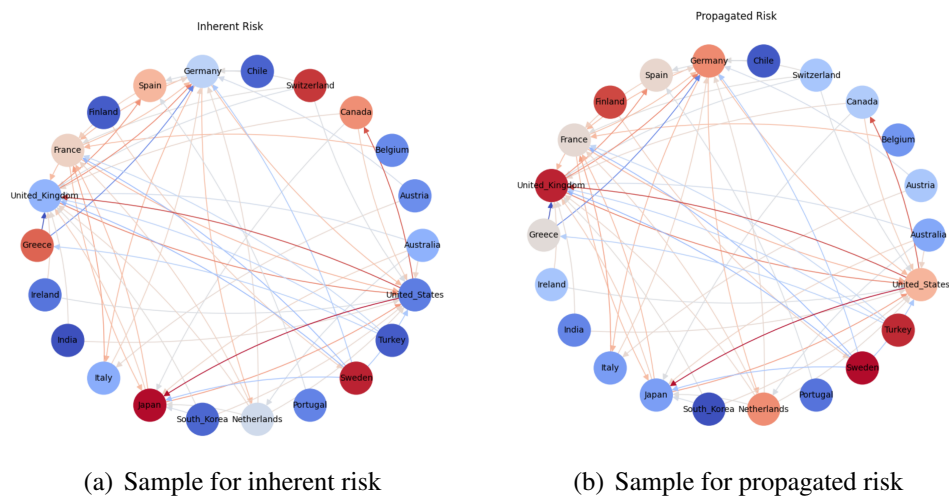 Inherent Risk
Germany
Chile
Spain
Switzerland
Finland
Canada
France
Belgium
United_Kingdom
Austria
Greece
Australia
Ireland
United_States
India
Turkey
Italy
Sweden
Japan
Portugal
South_Korea
Netherlands
(a) Sample for inherent risk
Propagated Risk
Germany
Chile
Spain
Switzerland
Finland
Canada
France
Belgium
United_Kingdom
Austria
Greece
Australia
Ireland
United_States
India
Turkey
Italy
Sweden
Japan
Portugal
South_Korea
Netherlands
(b) Sample for propagated risk